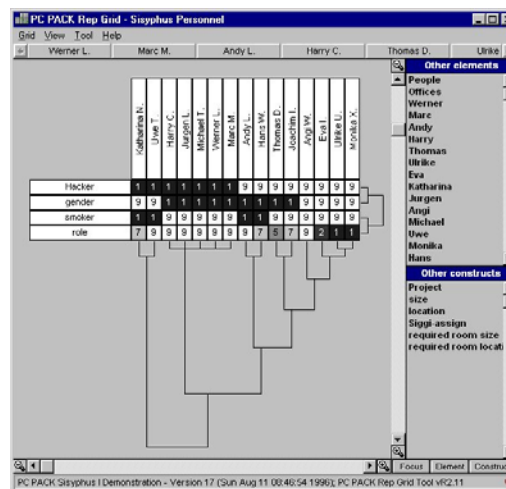 PC PACK Rep Grid - Sisyphus Personnel
Grid View Tool Help
Werner L. Marc M. Andy L. Harry C. Thomas D. Ulrike
Katharina N.
Uwe T.
Harry C.
Jurgen L.
Michael T.
Werner L.
Marc M.
Andy L.
Hans W.
Thomas D.
Joachim I.
Angi W.
Eva I.
Ulrike U.
Monika X.
Hacker 1 1 1 1 1 1 1 9 9 9 9 9 9 9 9
gender 9 9 1 1 1 1 1 1 1 1 1 9 9 9 9
smoker 1 1 9 9 9 9 9 1 1 9 9 9 9 9 9
role 7 9 9 9 9 9 9 9 7 5 7 9 2 1 1
Other elements
People
Offices
Werner
Marc
Andy
Harry
Thomas
Ulrike
Eva
Katharina
Jurgen
Angi
Michael
Uwe
Monika
Hans
Other constructs
Project
size
location
Siggi-assign
required room size
required room locati
Focus Element Construc
PC PACK Sisyphus I Demonstration - Version 17 (Sun Aug 11 08:46:54 1996); PC PACK Rep Grid Tool vR2.11